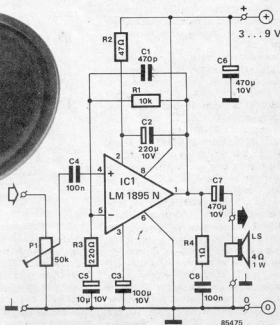 +
3 ... 9 V
R2
47Ω
C1
470p
R1
10k
C2
220µ
10V
C6
470µ
10V
C4
100n
4
+
2
8
IC1
LM 1895 N
1
5
−
3
6
C7
470µ
10V
P1
50k
R3
220Ω
R4
1Ω
LS
4Ω
1W
C5
10µ 10V
C3
100µ
10V
C8
100n
0
0
85475